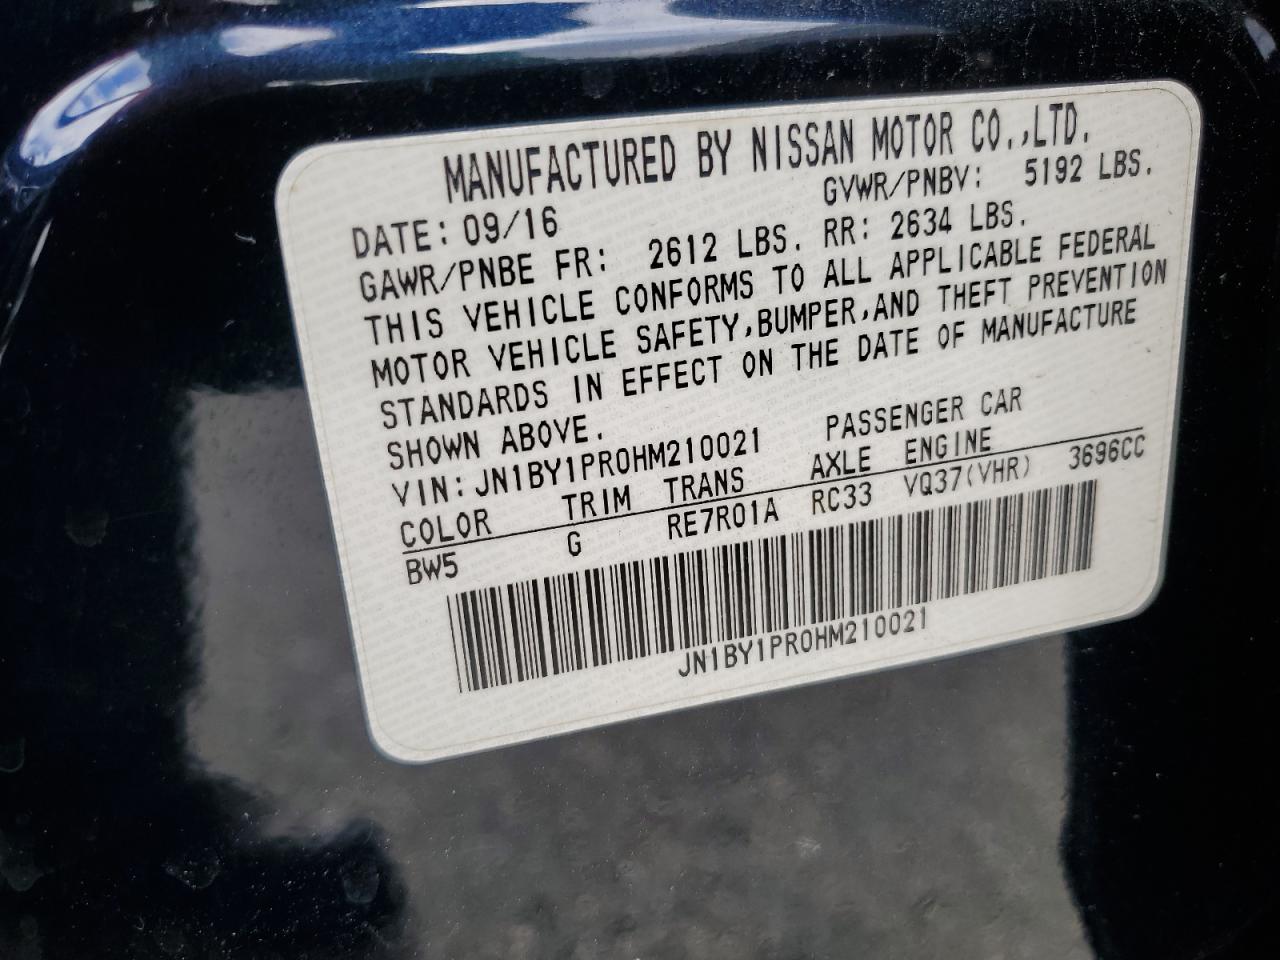 MANUFACTURED BY NISSAN MOTOR CO.,LTD.
DATE: 09/16 GVWR/PNBV: 5192 LBS.
GAWR/PNBE FR: 2612 LBS. RR: 2634 LBS.
THIS VEHICLE CONFORMS TO ALL APPLICABLE FEDERAL
MOTOR VEHICLE SAFETY,BUMPER,AND THEFT PREVENTION
STANDARDS IN EFFECT ON THE DATE OF MANUFACTURE
SHOWN ABOVE.
VIN: JN1BY1PR0HM210021 PASSENGER CAR
COLOR TRIM TRANS AXLE ENGINE
BW5 G RE7R01A RC33 VQ37(VHR) 3696CC
JN1BY1PR0HM210021